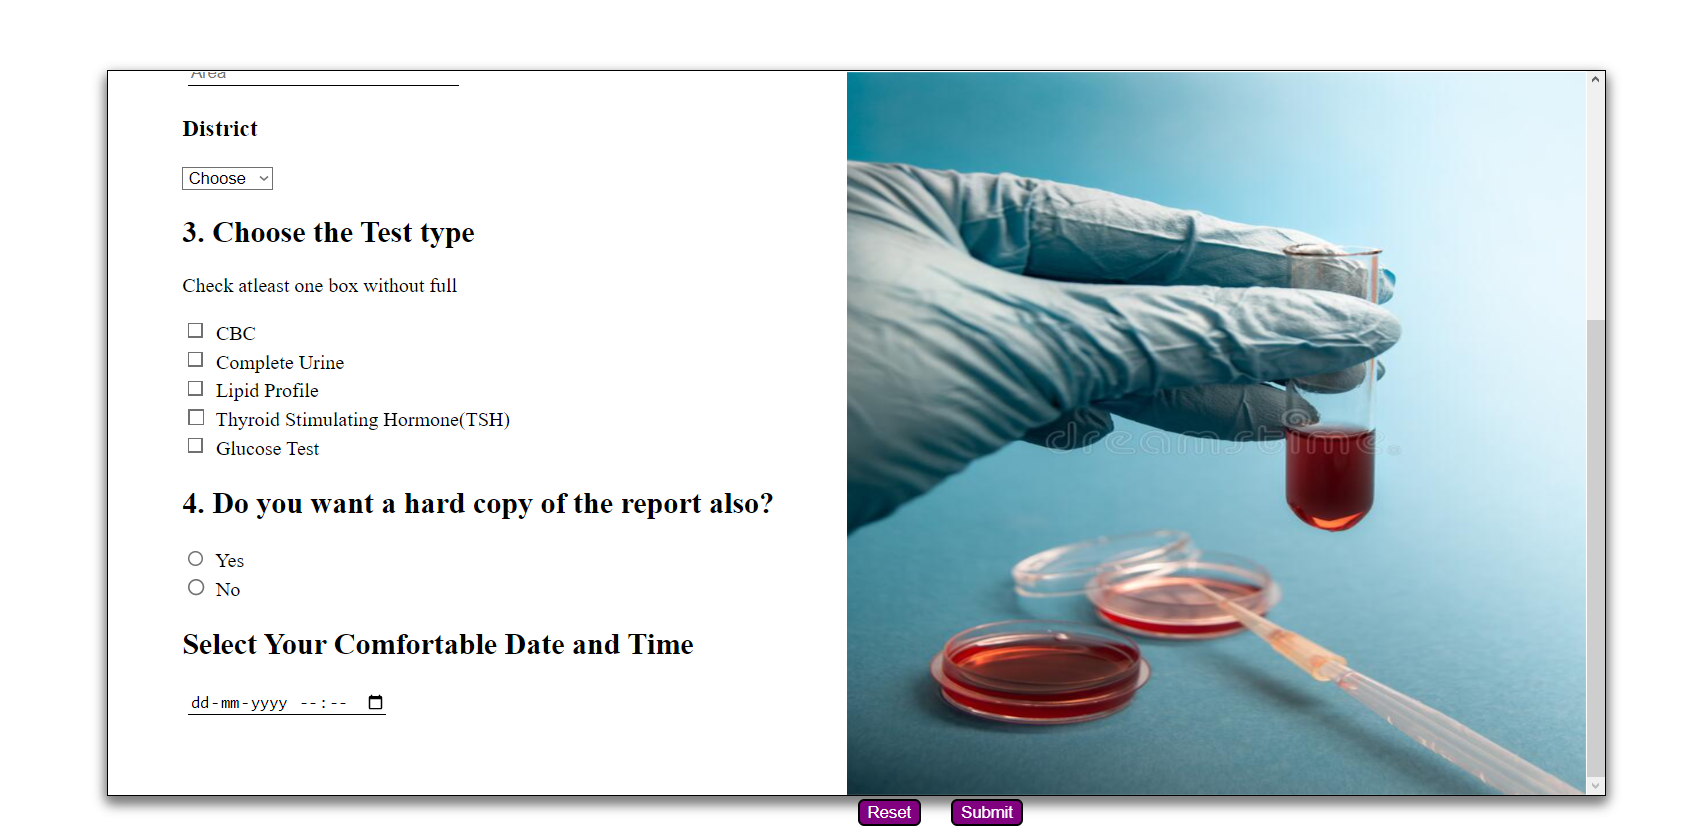 Area
District
Choose
3. Choose the Test type
Check atleast one box without full
CBC
Complete Urine
Lipid Profile
Thyroid Stimulating Hormone(TSH)
Glucose Test
4. Do you want a hard copy of the report also?
Yes
No
Select Your Comfortable Date and Time
dd-mm-yyyy --:--
dreamstime
Reset Submit